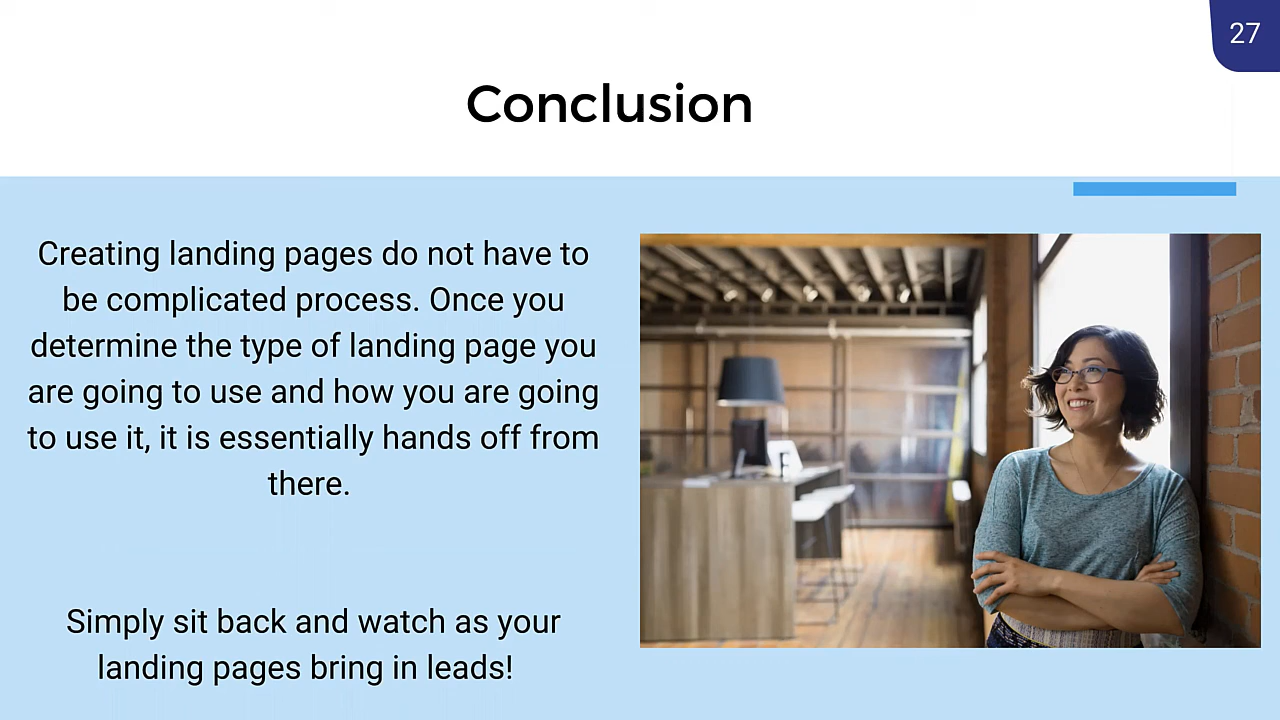 27
Conclusion
Creating landing pages do not have to
be complicated process. Once you
determine the type of landing page you
are going to use and how you are going
to use it, it is essentially hands off from
there.
Simply sit back and watch as your
landing pages bring in leads!